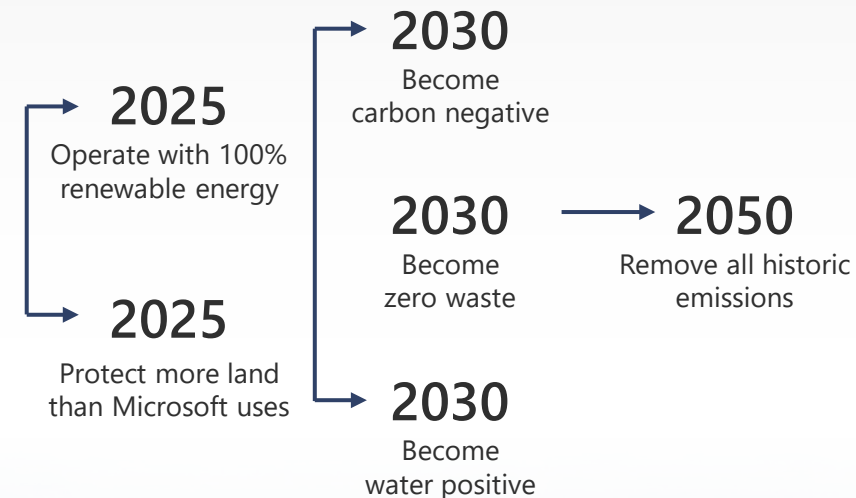 2025
Operate with 100%
renewable energy
2025
Protect more land
than Microsoft uses
2030
Become
carbon negative
2030
Become
zero waste
2030
Become
water positive
2050
Remove all historic
emissions